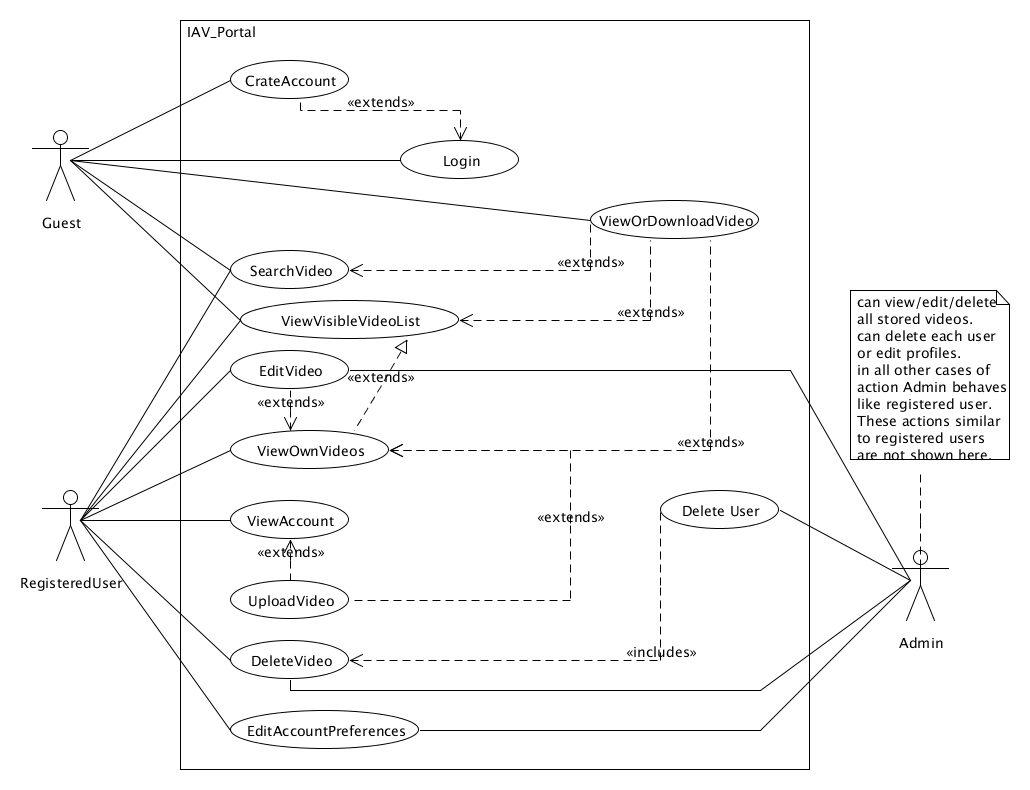 IAV_Portal
CrateAccount
«extends»
Login
Guest
ViewOrDownloadVideo
SearchVideo
«extends»
ViewVisibleVideoList
«extends»
can view/edit/delete
all stored videos.
can delete each user
or edit profiles.
in all other cases of
action Admin behaves
like registered user.
These actions similar
to registered users
are not shown here.
EditVideo
«extends»
«extends»
ViewOwnVideos
«extends»
ViewAccount
«extends»
Delete User
«extends»
RegisteredUser
UploadVideo
Admin
DeleteVideo
«includes»
EditAccountPreferences